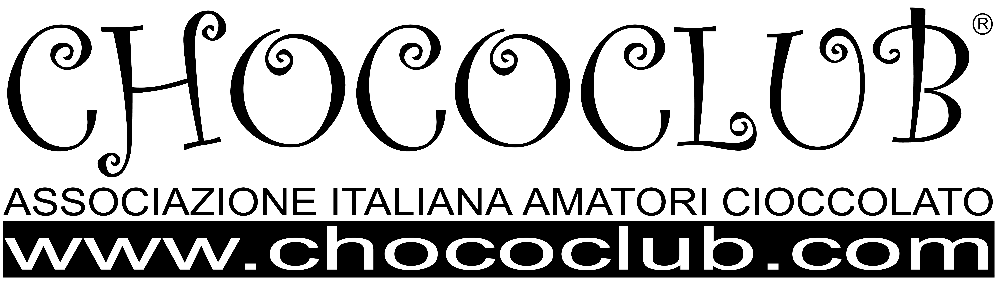 CHOCOCLUB®
ASSOCIAZIONE ITALIANA AMATORI CIOCCOLATO
www.chococlub.com